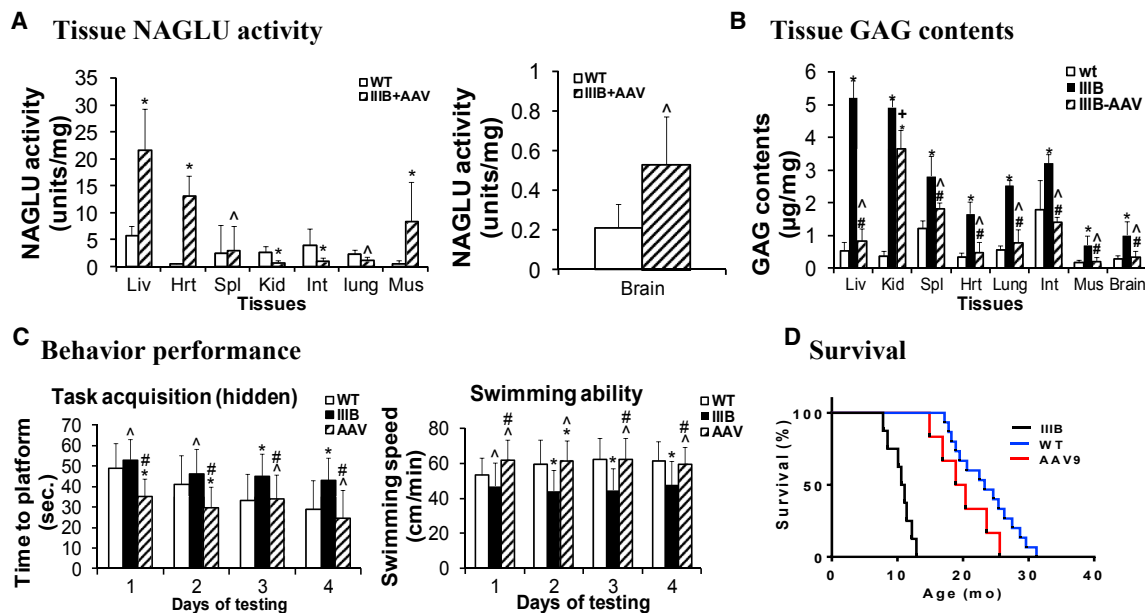 A Tissue NAGLU activity
NAGLU activity
(units/mg)
35
30
25
20
15
10
5
0
WT
IIIB+AAV
* * ^ * * ^ *
Liv Hrt Spl Kid Int lung Mus
Tissues
NAGLU activity
(units/mg)
1
0.8
0.6
0.4
0.2
0
WT
IIIB+AAV
^
Brain
B Tissue GAG contents
GAG contents
(µg/mg)
6
5
4
3
2
1
0
wt
IIIB
IIIB-AAV
* ^ # * + * * ^ # * ^ # * ^ # * ^ # * ^ # * ^ #
Liv Kid Spl Hrt Lung Int Mus Brain
Tissues
C Behavior performance
Task acquisition (hidden)
Time to platform
(sec.)
70
60
50
40
30
20
10
0
WT
IIIB
AAV
^ # * ^ # * * # ^ * # ^
1 2 3 4
Days of testing
Swimming ability
Swimming speed
(cm/min)
100
80
60
40
20
0
WT
IIIB
AAV
^ # ^ * ^ * * # ^ * # ^
1 2 3 4
Days of testing
D Survival
Survival (%)
100
50
0
IIIB
WT
AAV9
0 10 20 30 40
Age (mo)